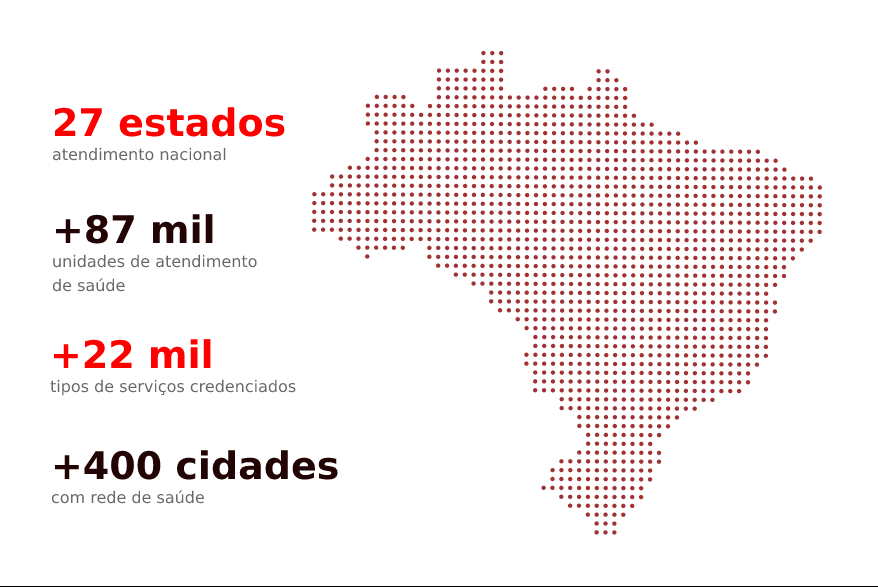 27 estados
atendimento nacional
+87 mil
unidades de atendimento
de saúde
+22 mil
tipos de serviços credenciados
+400 cidades
com rede de saúde